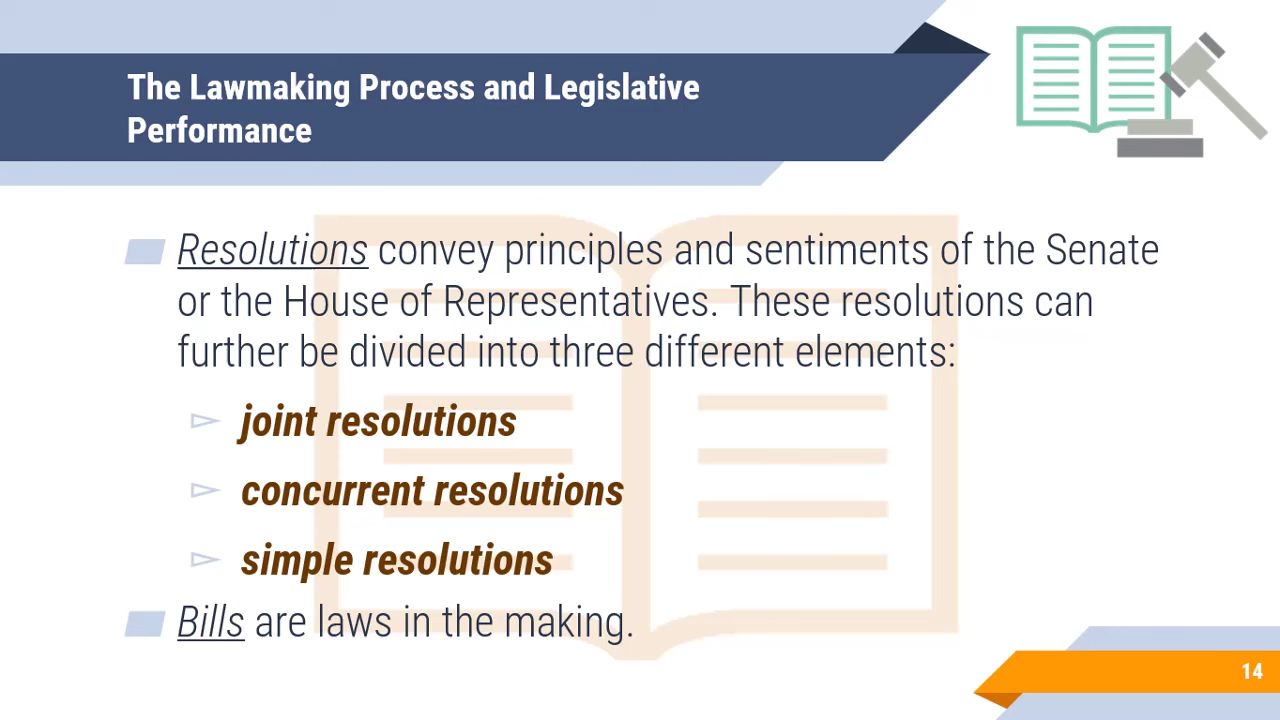 The Lawmaking Process and Legislative
Performance
Resolutions convey principles and sentiments of the Senate
or the House of Representatives. These resolutions can
further be divided into three different elements:
joint resolutions
concurrent resolutions
simple resolutions
Bills are laws in the making.
14